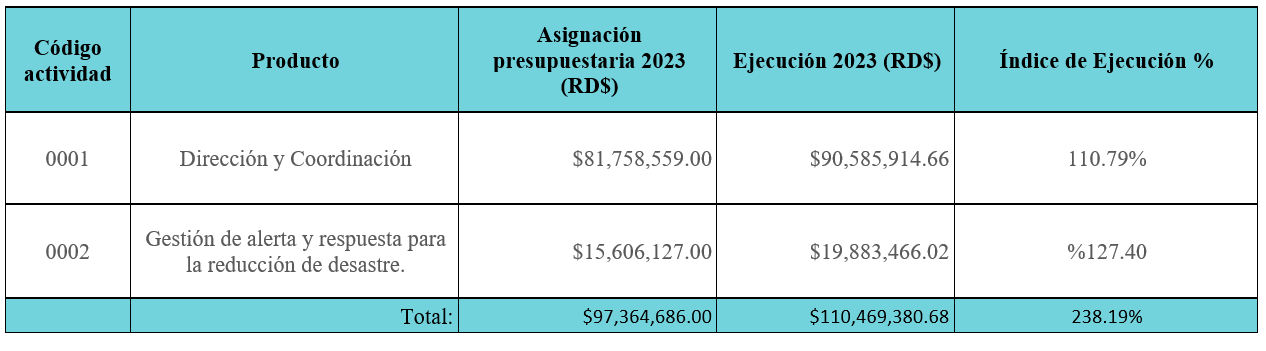 Código
actividad
Producto
Asignación
presupuestaria 2023
(RD$)
Ejecución 2023 (RD$)
Índice de Ejecución %
0001
Dirección y Coordinación
$81,758,559.00
$90,585,914.66
110.79%
0002
Gestión de alerta y respuesta para
la reducción de desastre.
$15,606,127.00
$19,883,466.02
%127.40
Total:
$97,364,686.00
$110,469,380.68
238.19%